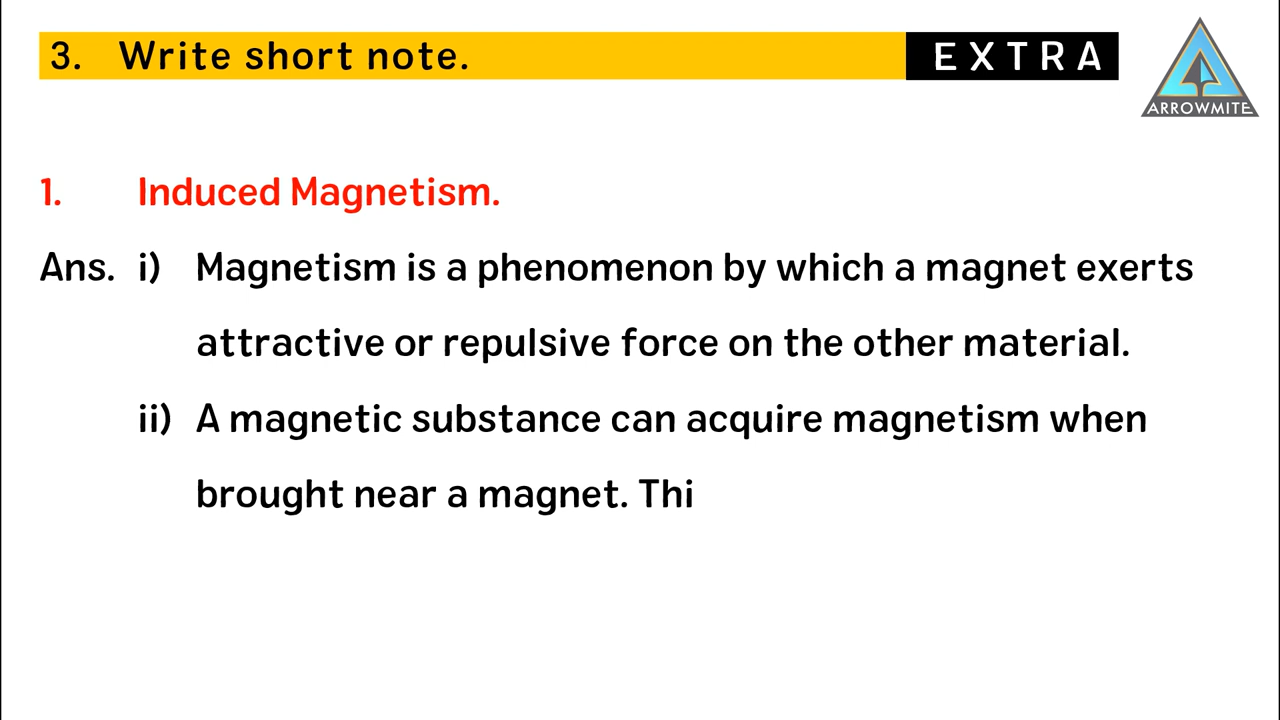 3. Write short note.
EXTRA
ARROWMITE
1. Induced Magnetism.
Ans. i) Magnetism is a phenomenon by which a magnet exerts
attractive or repulsive force on the other material.
ii) A magnetic substance can acquire magnetism when
brought near a magnet. Thi